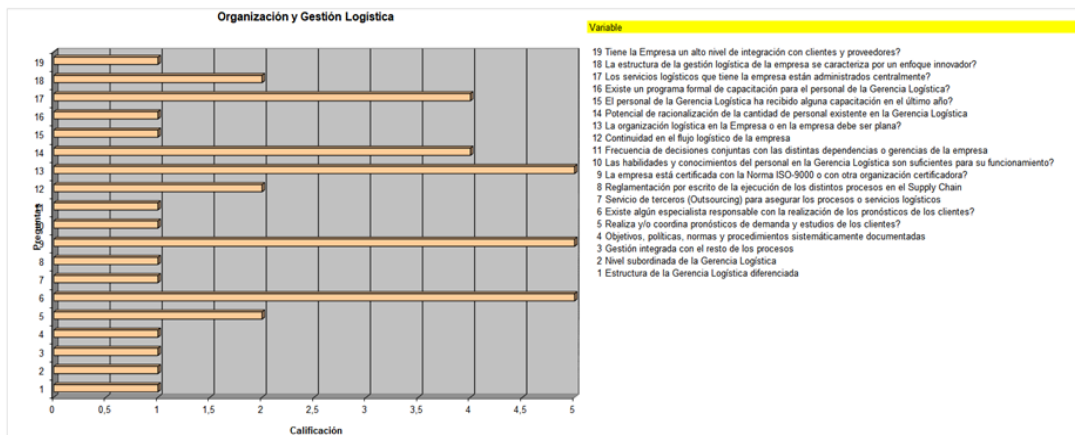 Organización y Gestión Logística
Variable
19 Tiene la Empresa un alto nivel de integración con clientes y proveedores?
18 La estructura de la gestión logística de la empresa se caracteriza por un enfoque innovador?
17 Los servicios logísticos que tiene la empresa están administrados centralmente?
16 Existe un programa formal de capacitación para el personal de la Gerencia Logística?
15 El personal de la Gerencia Logística ha recibido alguna capacitación en el último año?
14 Potencial de racionalización de la cantidad de personal existente en la Gerencia Logística
13 La organización logística en la Empresa o en la empresa debe ser plana?
12 Continuidad en el flujo logístico de la empresa
11 Frecuencia de decisiones conjuntas con las distintas dependencias o gerencias de la empresa
10 Las habilidades y conocimientos del personal en la Gerencia Logística son suficientes para su funcionamiento?
9 La empresa está certificada con la Norma ISO-9000 o con otra organización certificadora?
8 Reglamentación por escrito de la ejecución de los distintos procesos en el Supply Chain
7 Servicio de terceros (Outsourcing) para asegurar los procesos o servicios logísticos
6 Existe algún especialista responsable con la realización de los pronósticos de los clientes?
5 Realiza y/o coordina pronósticos de demanda y estudios de los clientes?
4 Objetivos, políticas, normas y procedimientos sistemáticamente documentadas
3 Gestión integrada con el resto de los procesos
2 Nivel subordinada de la Gerencia Logística
1 Estructura de la Gerencia Logística diferenciada
Preguntas
19
18
17
16
15
14
13
12
11
10
9
8
7
6
5
4
3
2
1
0 0,5 1 1,5 2 2,5 3 3,5 4 4,5 5
Calificación